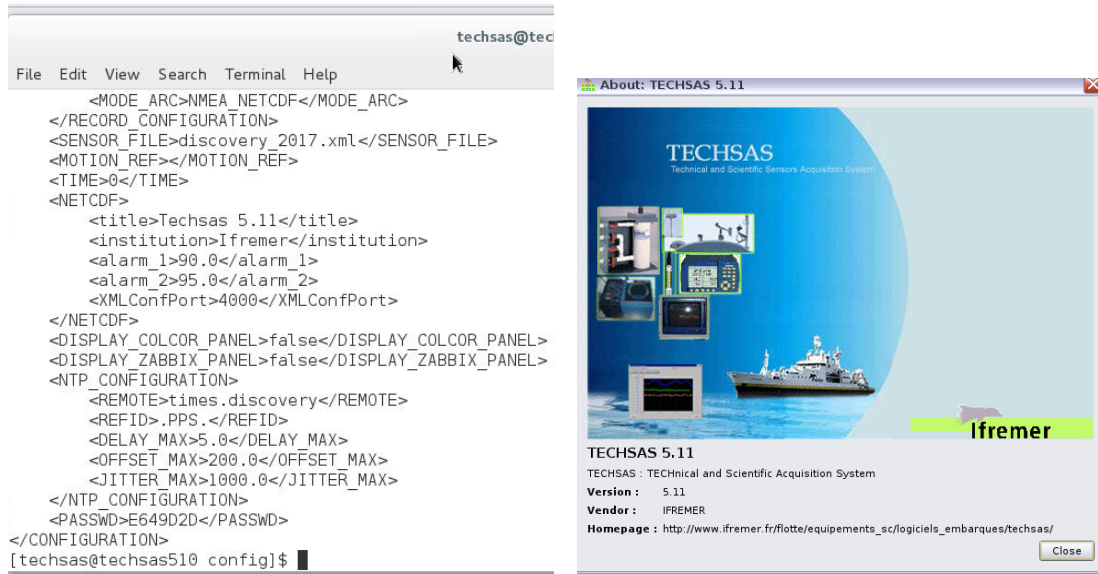 techsas@tec
File Edit View Search Terminal Help
<MODE_ARC>NMEA_NETCDF</MODE_ARC>
</RECORD_CONFIGURATION>
<SENSOR_FILE>discovery_2017.xml</SENSOR_FILE>
<MOTION_REF></MOTION_REF>
<TIME>0</TIME>
<NETCDF>
<title>Techsas 5.11</title>
<institution>Ifremer</institution>
<alarm_1>90.0</alarm_1>
<alarm_2>95.0</alarm_2>
<XMLConfPort>4000</XMLConfPort>
</NETCDF>
<DISPLAY_COLCOR_PANEL>false</DISPLAY_COLCOR_PANEL>
<DISPLAY_ZABBIX_PANEL>false</DISPLAY_ZABBIX_PANEL>
<NTP_CONFIGURATION>
<REMOTE>times.discovery</REMOTE>
<REFID>.PPS.</REFID>
<DELAY_MAX>5.0</DELAY_MAX>
<OFFSET_MAX>200.0</OFFSET_MAX>
<JITTER_MAX>1000.0</JITTER_MAX>
</NTP_CONFIGURATION>
<PASSWD>E649D2D</PASSWD>
</CONFIGURATION>
[techsas@techsas510 config]$
About: TECHSAS 5.11
TECHSAS
Technical and Scientific Sensors Acquisition System
Ifremer
TECHSAS 5.11
TECHSAS : TECHnical and Scientific Acquisition System
Version : 5.11
Vendor : IFREMER
Homepage : http://www.ifremer.fr/flotte/equipements_sc/logiciels_embarques/techsas/
Close